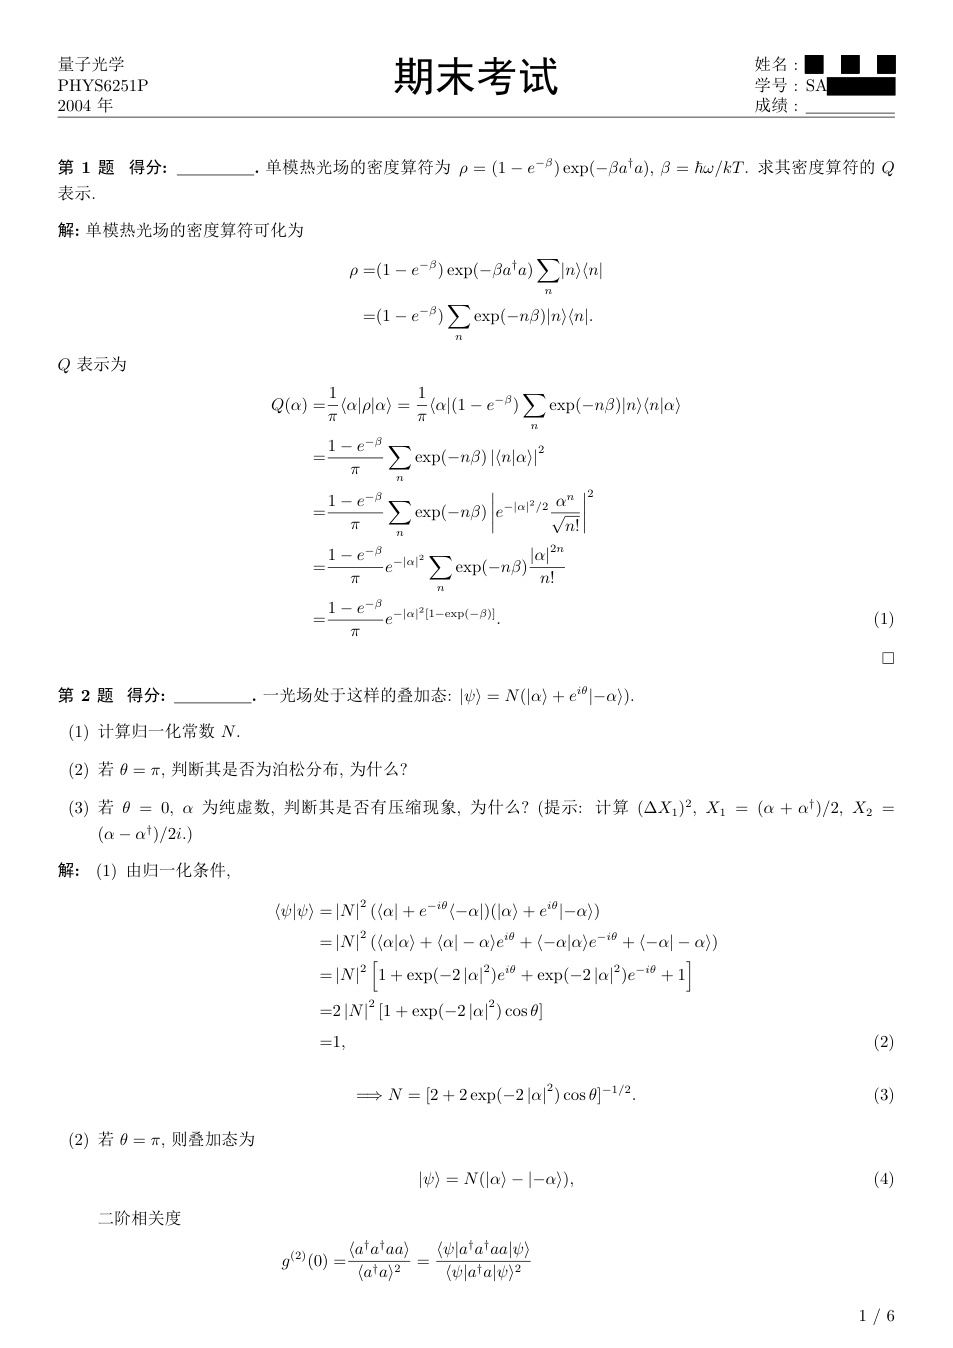 量子光学
PHYS6251P
2004 年
期末考试
姓名：
学号：SA
成绩：
第 1 题 得分: ________. 单模热光场的密度算符为 ρ = (1 − e^{−β}) exp(−βa†a), β = ħω/kT. 求其密度算符的 Q
表示.
解: 单模热光场的密度算符可化为
ρ =(1 − e^{−β}) exp(−βa†a) ∑_n |n⟩⟨n|
=(1 − e^{−β}) ∑_n exp(−nβ)|n⟩⟨n|.
Q 表示为
Q(α) = 1/π ⟨α|ρ|α⟩ = 1/π ⟨α|(1 − e^{−β}) ∑_n exp(−nβ)|n⟩⟨n|α⟩
= (1 − e^{−β})/π ∑_n exp(−nβ) |⟨n|α⟩|^2
= (1 − e^{−β})/π ∑_n exp(−nβ) |e^{−|α|^2/2} α^n/√n!|^2
= (1 − e^{−β})/π e^{−|α|^2} ∑_n exp(−nβ) |α|^{2n}/n!
= (1 − e^{−β})/π e^{−|α|^2[1−exp(−β)]}. (1)
□
第 2 题 得分: ________. 一光场处于这样的叠加态: |ψ⟩ = N(|α⟩ + e^{iθ}|−α⟩).
(1) 计算归一化常数 N.
(2) 若 θ = π, 判断其是否为泊松分布, 为什么?
(3) 若 θ = 0, α 为纯虚数, 判断其是否有压缩现象, 为什么? (提示: 计算 (ΔX_1)^2, X_1 = (α + α†)/2, X_2 =
(α − α†)/2i.)
解: (1) 由归一化条件,
⟨ψ|ψ⟩ = |N|^2 (⟨α| + e^{−iθ}⟨−α|)(|α⟩ + e^{iθ}|−α⟩)
= |N|^2 (⟨α|α⟩ + ⟨α| − α⟩e^{iθ} + ⟨−α|α⟩e^{−iθ} + ⟨−α| − α⟩)
= |N|^2 [1 + exp(−2 |α|^2)e^{iθ} + exp(−2 |α|^2)e^{−iθ} + 1]
=2 |N|^2 [1 + exp(−2 |α|^2) cos θ]
=1, (2)
⟹ N = [2 + 2 exp(−2 |α|^2) cos θ]^{−1/2}. (3)
(2) 若 θ = π, 则叠加态为
|ψ⟩ = N(|α⟩ − |−α⟩), (4)
二阶相关度
g^{(2)}(0) = ⟨a†a†aa⟩/⟨a†a⟩^2 = ⟨ψ|a†a†aa|ψ⟩/⟨ψ|a†a|ψ⟩^2
1 / 6